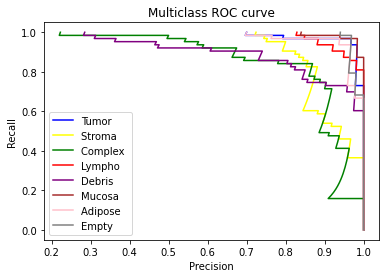 Multiclass ROC curve
1.0
0.8
0.6
0.4
0.2
0.0
Recall
Tumor
Stroma
Complex
Lympho
Debris
Mucosa
Adipose
Empty
0.2 0.3 0.4 0.5 0.6 0.7 0.8 0.9 1.0
Precision